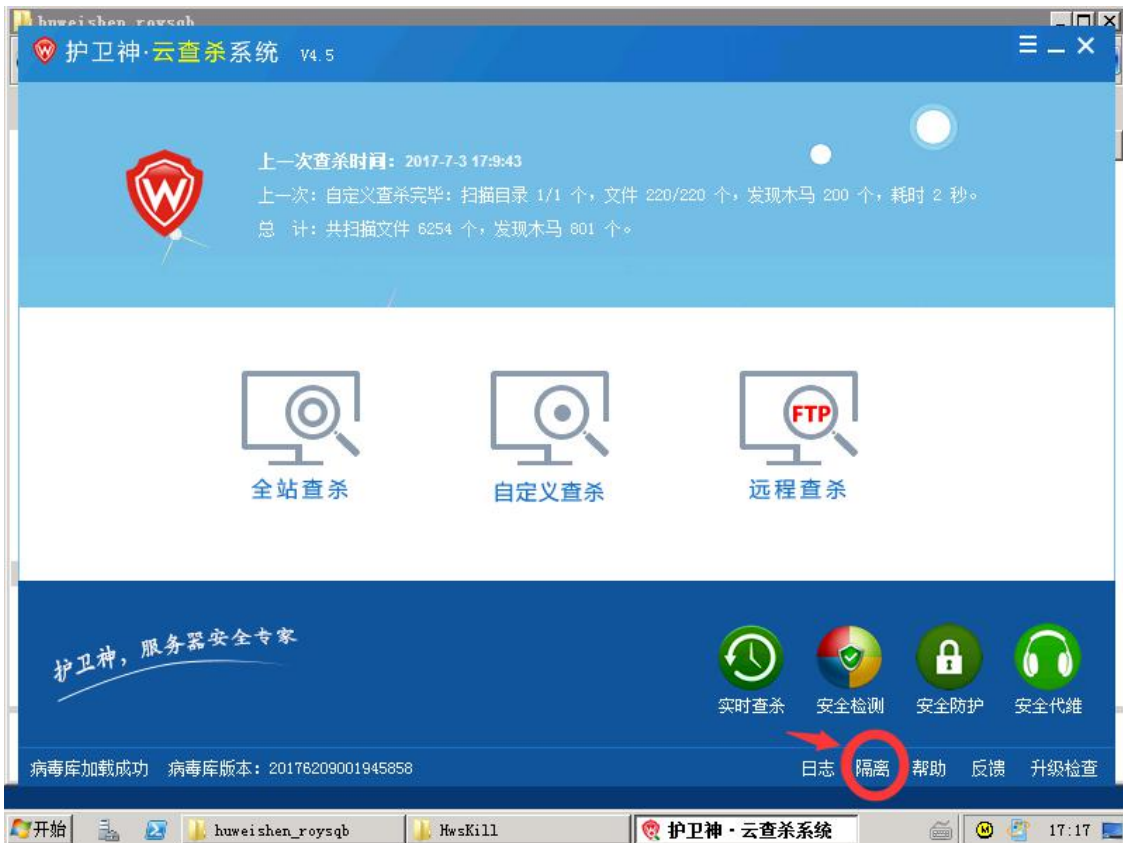 huweishen_roysqb
护卫神·云查杀系统 V4.5
上一次查杀时间：2017-7-3 17:9:43
上一次：自定义查杀完毕：扫描目录 1/1 个，文件 220/220 个，发现木马 200 个，耗时 2 秒。
总 计：共扫描文件 6254 个，发现木马 801 个。
FTP
全站查杀 自定义查杀 远程查杀
护卫神，服务器安全专家
实时查杀 安全检测 安全防护 安全代维
病毒库加载成功 病毒库版本：20176209001945858 日志 隔离 帮助 反馈 升级检查
开始 huweishen_roysqb HwsKill 护卫神·云查杀系统 17:17